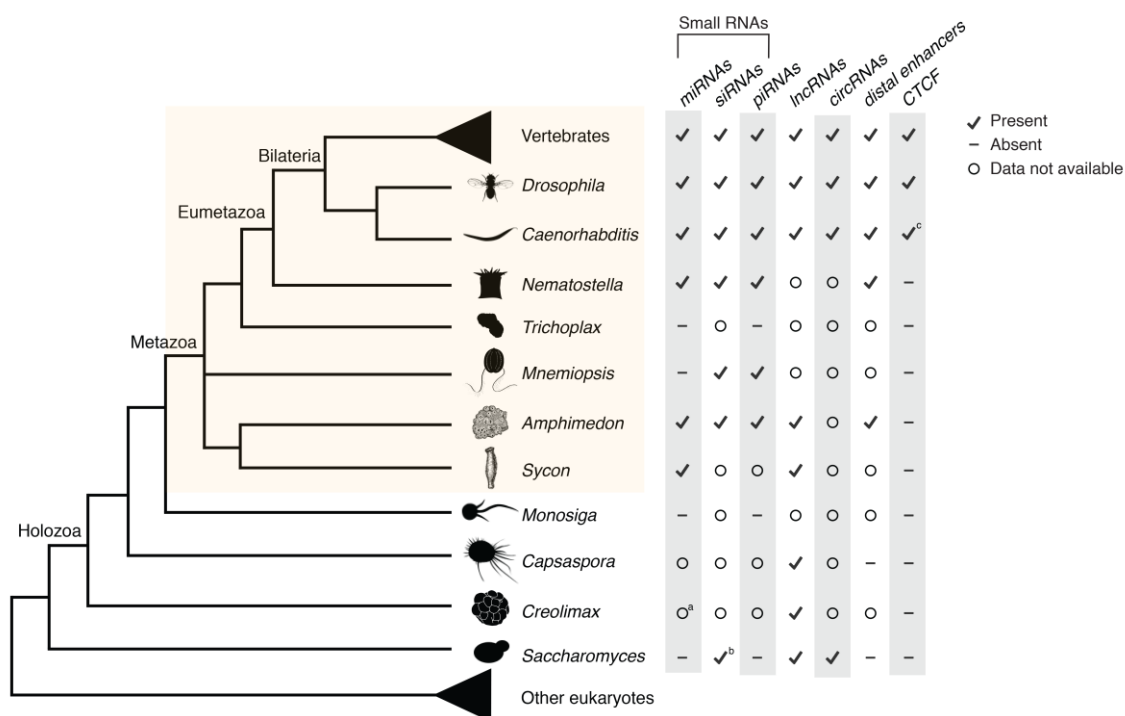 Small RNAs
miRNAs siRNAs piRNAs lncRNAs circRNAs distal enhancers CTCF
✓ Present
– Absent
○ Data not available
Bilateria
Eumetazoa
Metazoa
Holozoa
Vertebrates ✓ ✓ ✓ ✓ ✓ ✓ ✓
Drosophila ✓ ✓ ✓ ✓ ✓ ✓ ✓
Caenorhabditis ✓ ✓ ✓ ✓ ✓ ✓ ✓c
Nematostella ✓ ✓ ✓ ○ ○ ✓ –
Trichoplax – ○ – ○ ○ ○ –
Mnemiopsis – ✓ ✓ ○ ○ ○ –
Amphimedon ✓ ✓ ✓ ✓ ○ ✓ –
Sycon ✓ ○ ○ ✓ ○ ○ –
Monosiga – ○ – ○ ○ ○ –
Capsaspora ○ ○ ○ ✓ ○ – –
Creolimax ○a ○ ○ ✓ ○ ○ –
Saccharomyces – ✓b – ✓ ✓ – –
Other eukaryotes